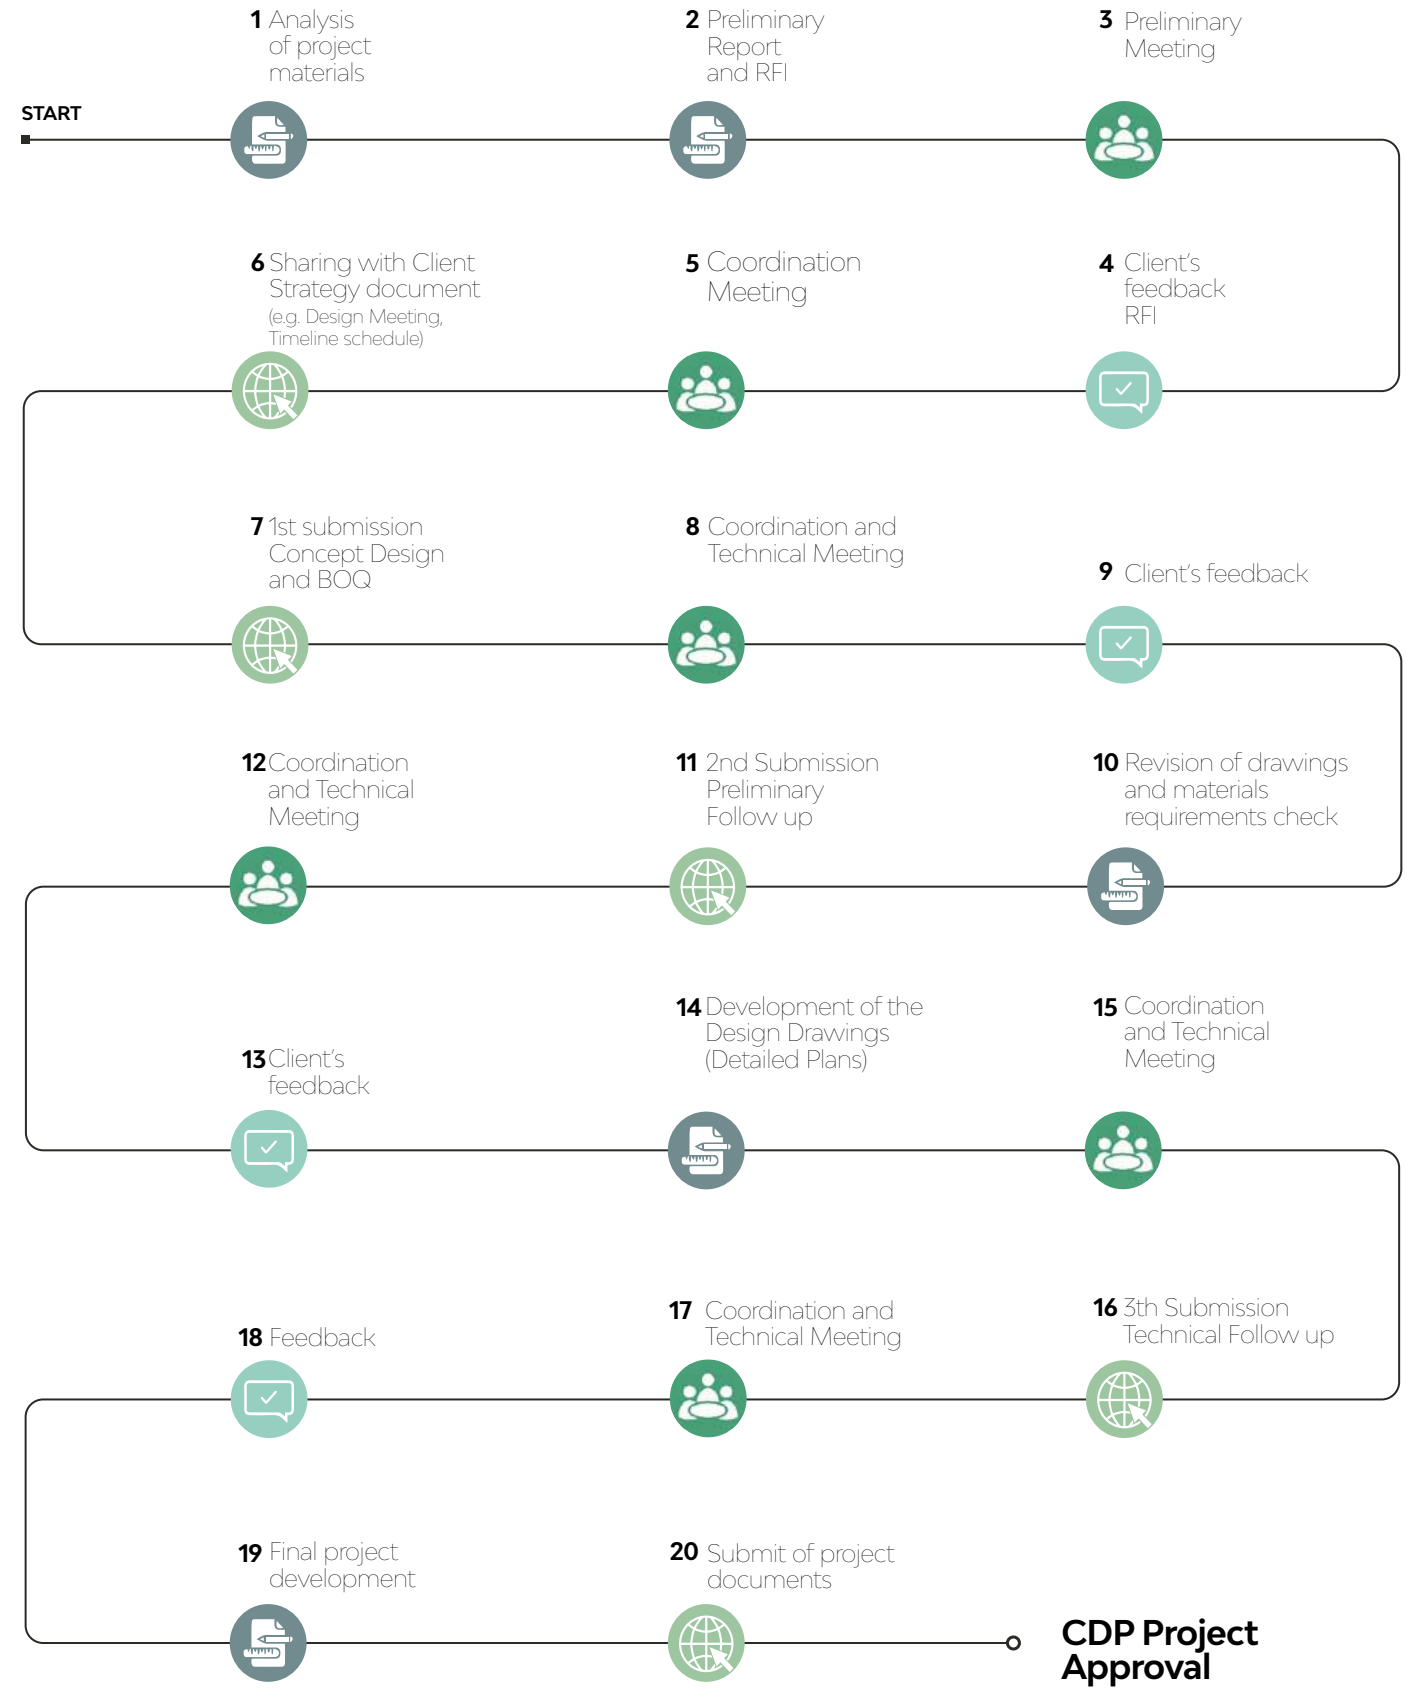 START
1 Analysis
of project
materials
2 Preliminary
Report
and RFI
3 Preliminary
Meeting
4 Client's
feedback
RFI
5 Coordination
Meeting
6 Sharing with Client
Strategy document
(e.g. Design Meeting,
Timeline schedule)
7 1st submission
Concept Design
and BOQ
8 Coordination and
Technical Meeting
9 Client's feedback
10 Revision of drawings
and materials
requirements check
11 2nd Submission
Preliminary
Follow up
12 Coordination
and Technical
Meeting
13 Client's
feedback
14 Development of the
Design Drawings
(Detailed Plans)
15 Coordination
and Technical
Meeting
16 3th Submission
Technical Follow up
17 Coordination and
Technical Meeting
18 Feedback
19 Final project
development
20 Submit of project
documents
CDP Project
Approval